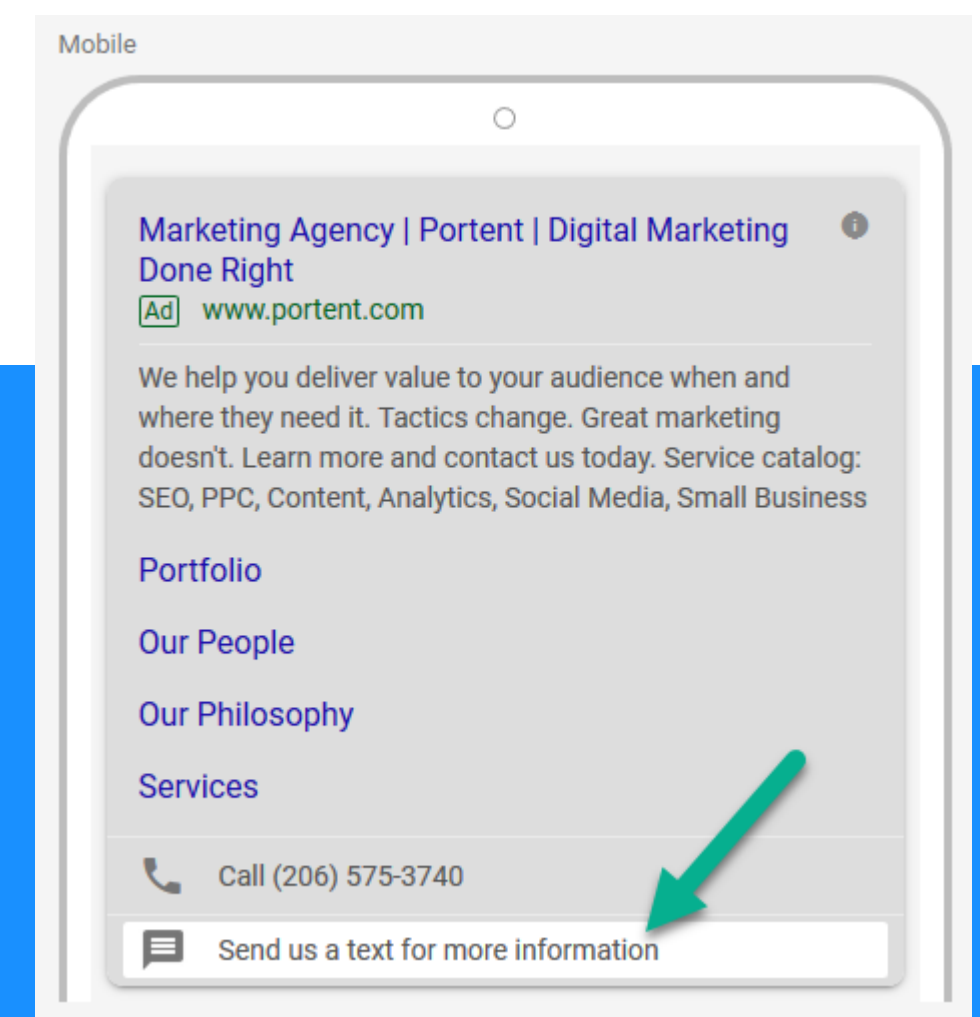 Mobile
Marketing Agency | Portent | Digital Marketing
Done Right
Ad www.portent.com
We help you deliver value to your audience when and
where they need it. Tactics change. Great marketing
doesn't. Learn more and contact us today. Service catalog:
SEO, PPC, Content, Analytics, Social Media, Small Business
Portfolio
Our People
Our Philosophy
Services
Call (206) 575-3740
Send us a text for more information